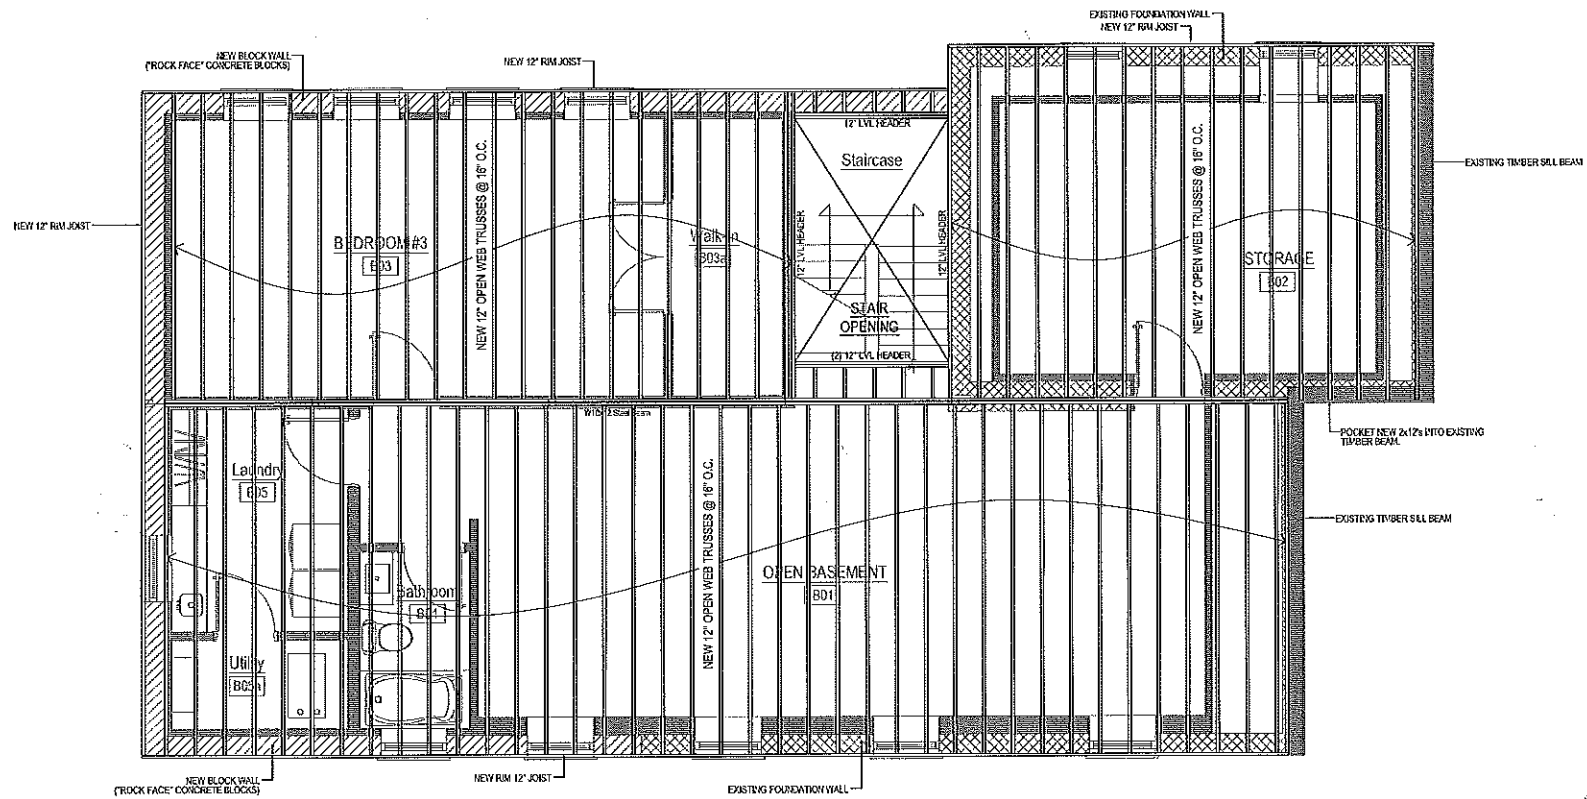 EXISTING FOUNDATION WALL
NEW 12" RIM JOIST
NEW BLOCK WALL
("ROCK FACE" CONCRETE BLOCKS)
NEW 12" RIM JOIST
12" LVL HEADER
Staircase
NEW 12" OPEN WEB TRUSSES @ 16" O.C.
NEW 12" OPEN WEB TRUSSES @ 16" O.C.
EXISTING TIMBER SILL BEAM
NEW 12" RIM JOIST
BEDROOM #3
B03
Walk-in
B03a
12" LVL HEADER
12" LVL HEADER
STORAGE
B02
STAIR
OPENING
(2) 12" LVL HEADER
POCKET NEW 2x12's INTO EXISTING
TIMBER BEAM.
Laundry
B05
NEW 12" OPEN WEB TRUSSES @ 16" O.C.
EXISTING TIMBER SILL BEAM
OPEN BASEMENT
B01
Bathroom
B04
Utility
B05a
NEW BLOCK WALL
("ROCK FACE" CONCRETE BLOCKS)
NEW RIM 12" JOIST
EXISTING FOUNDATION WALL